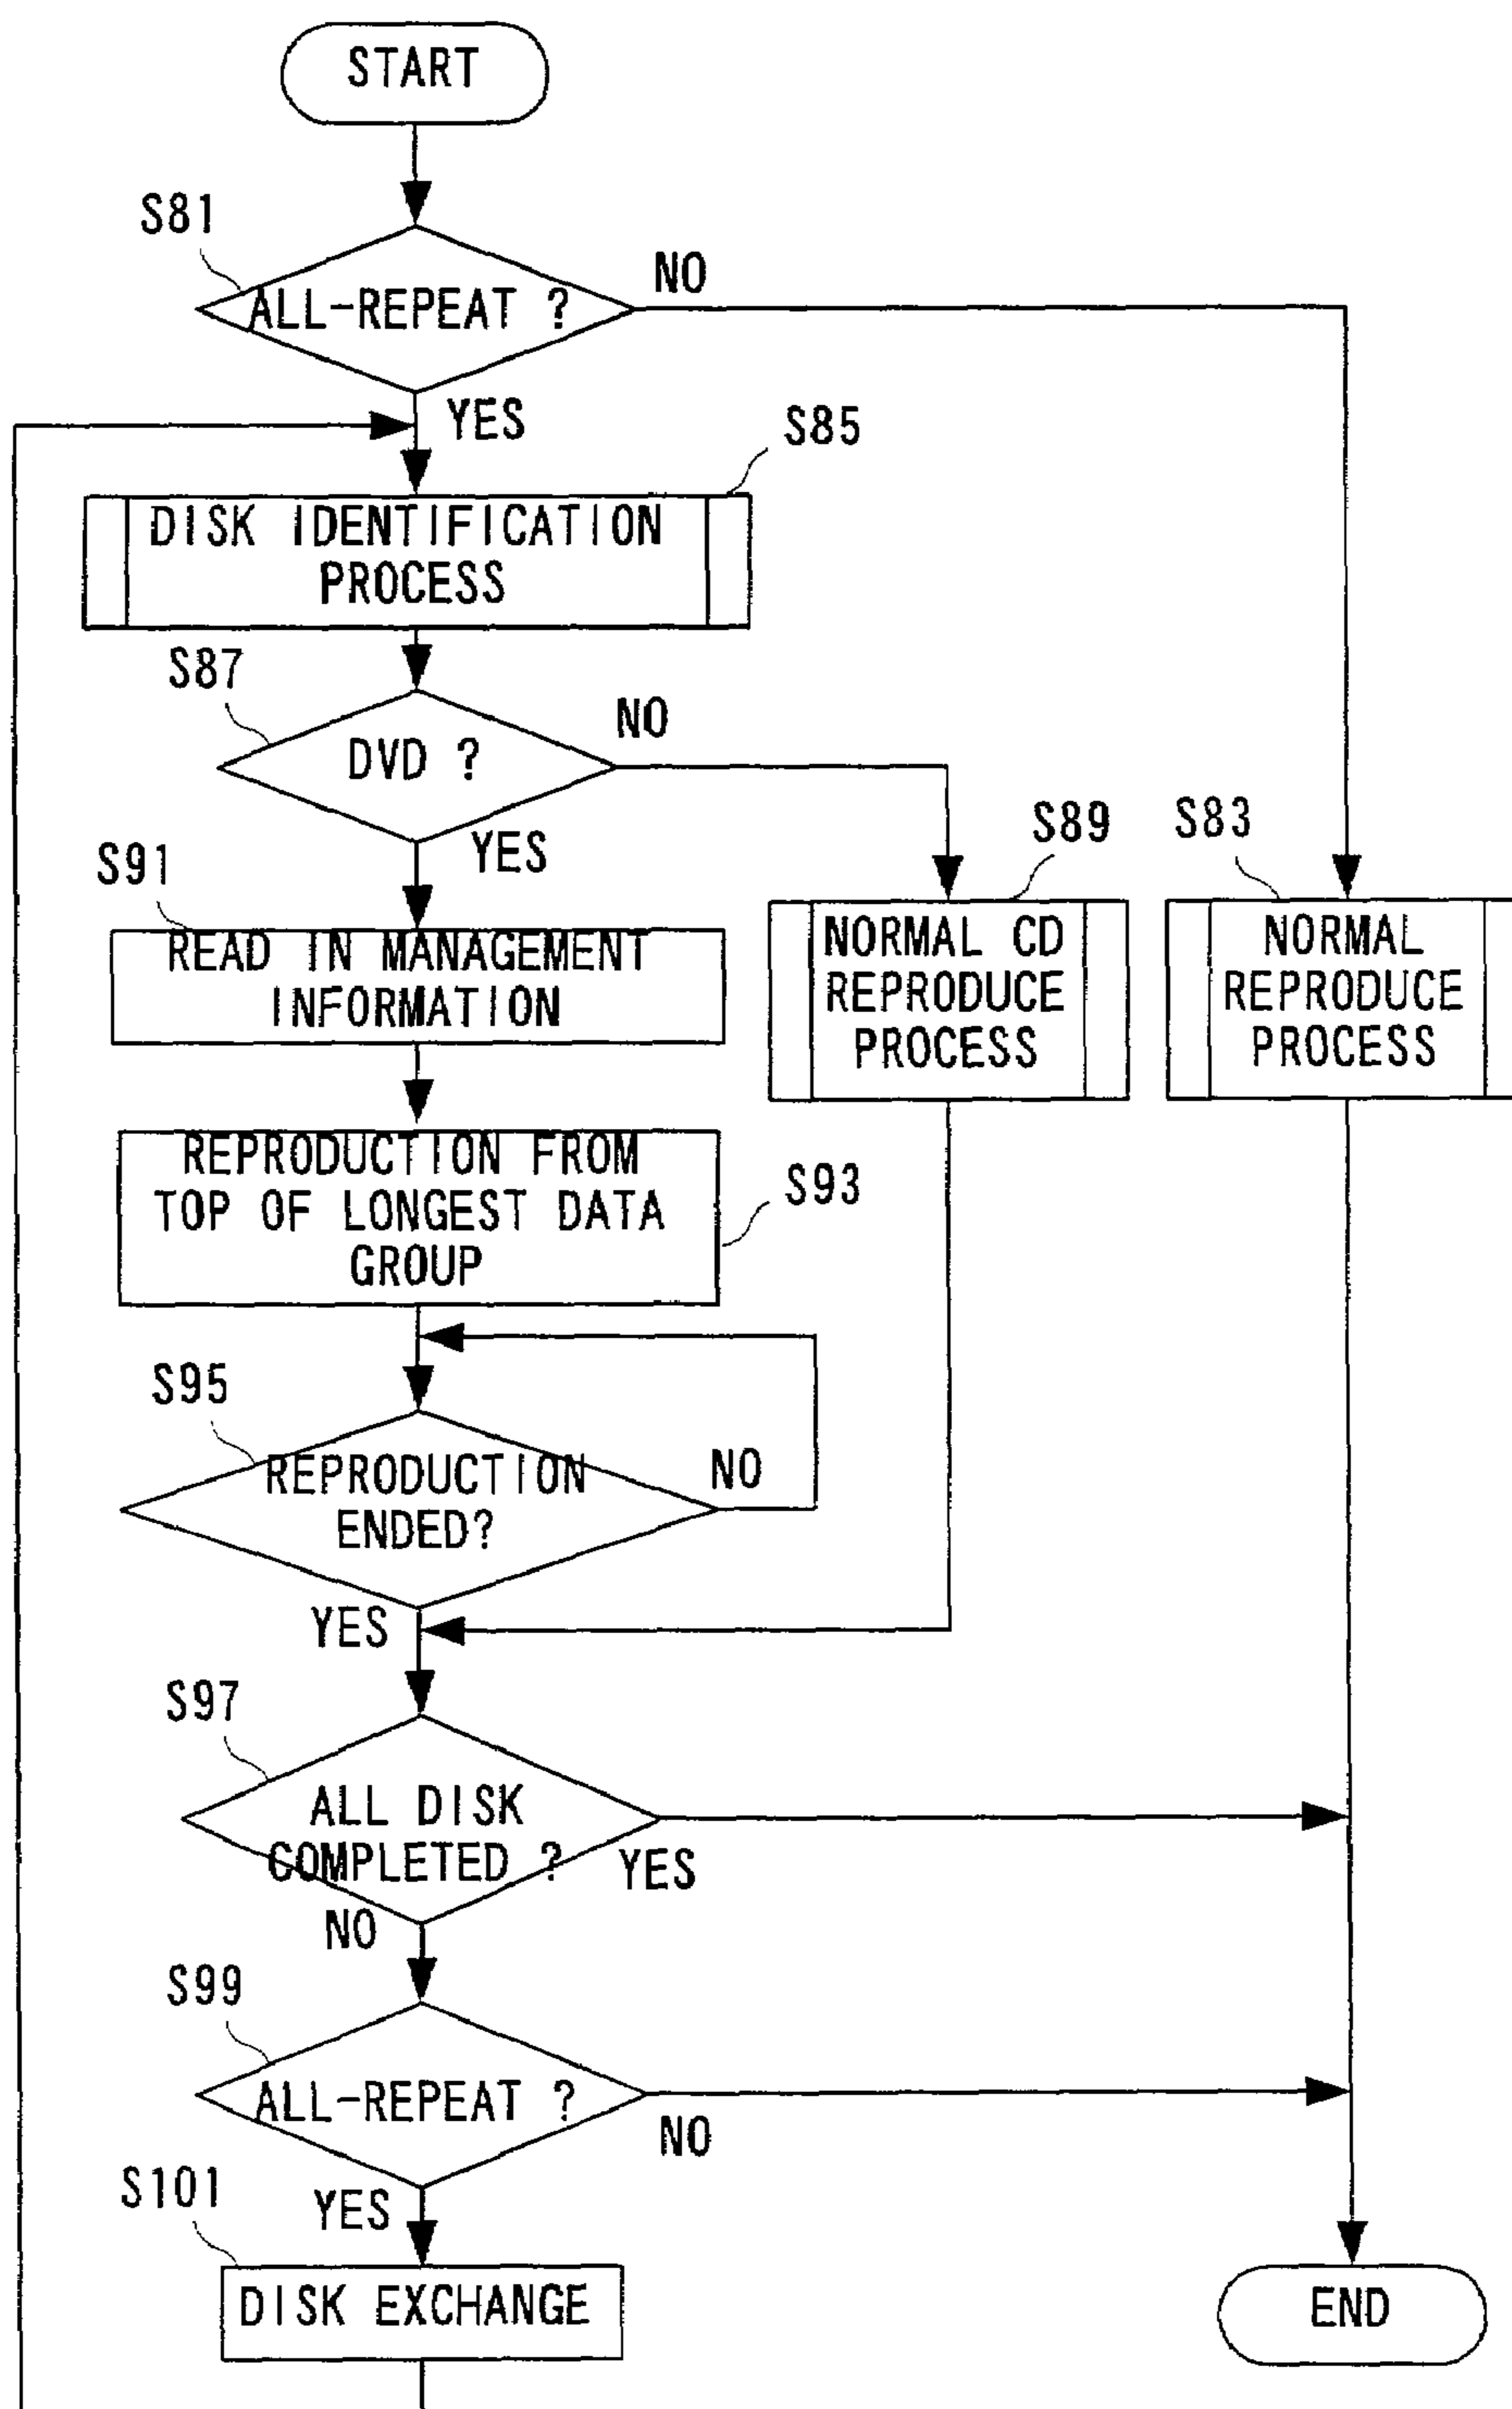 START
S81
ALL-REPEAT ?
NO
YES
S85
DISK IDENTIFICATION
PROCESS
S87
DVD ?
NO
YES
S89
S83
S91
READ IN MANAGEMENT
INFORMATION
NORMAL CD
REPRODUCE
PROCESS
NORMAL
REPRODUCE
PROCESS
REPRODUCTION FROM
TOP OF LONGEST DATA
GROUP
S93
S95
REPRODUCTION
ENDED?
NO
YES
S97
ALL DISK
COMPLETED ?
YES
NO
S99
ALL-REPEAT ?
NO
YES
S101
DISK EXCHANGE
END